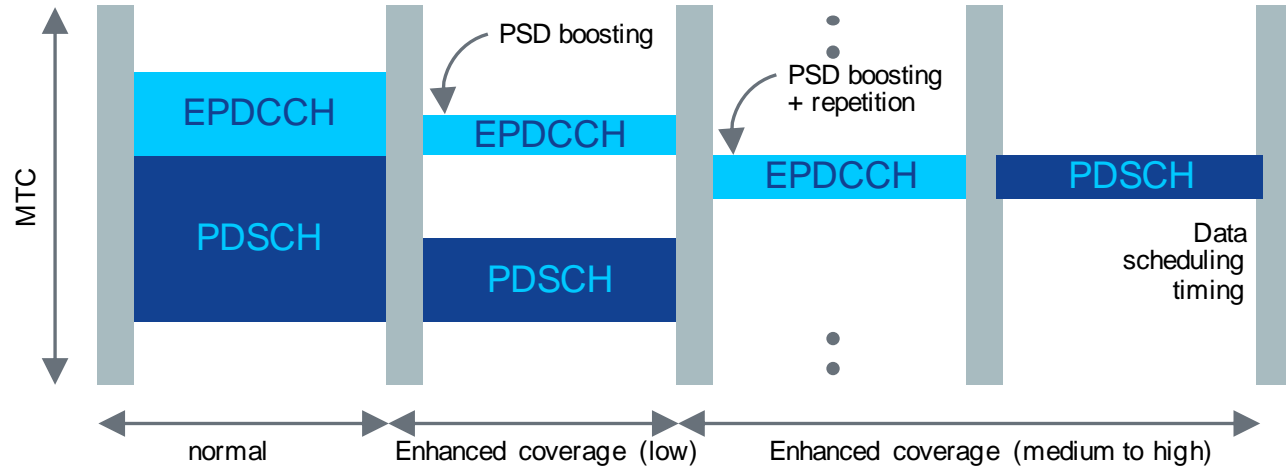 MTC
EPDCCH
PDSCH
PSD boosting
EPDCCH
PDSCH
PSD boosting
+ repetition
EPDCCH
PDSCH
Data
scheduling
timing
normal
Enhanced coverage (low)
Enhanced coverage (medium to high)